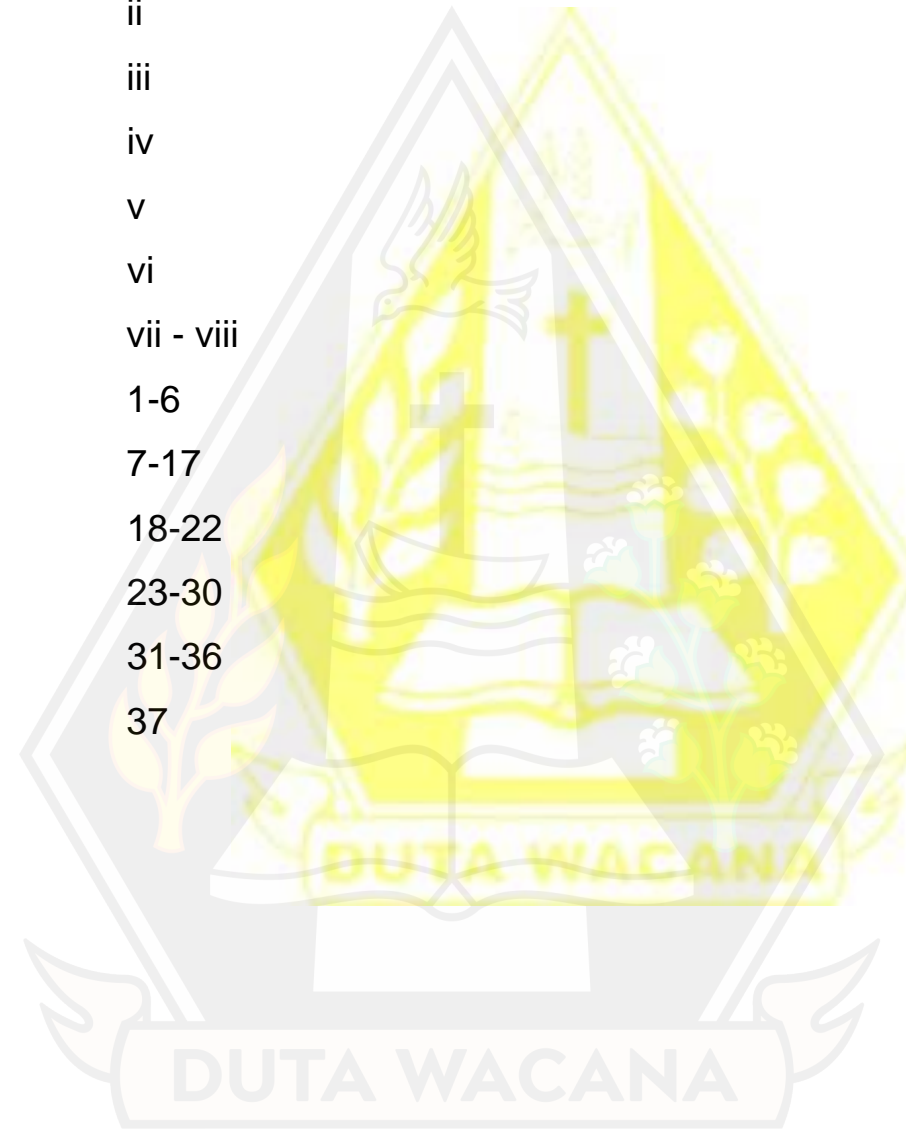 ii
iii
iv
v
vi
vii - viii
1-6
7-17
18-22
23-30
31-36
37
DUTA WACANA
DUTA WACANA